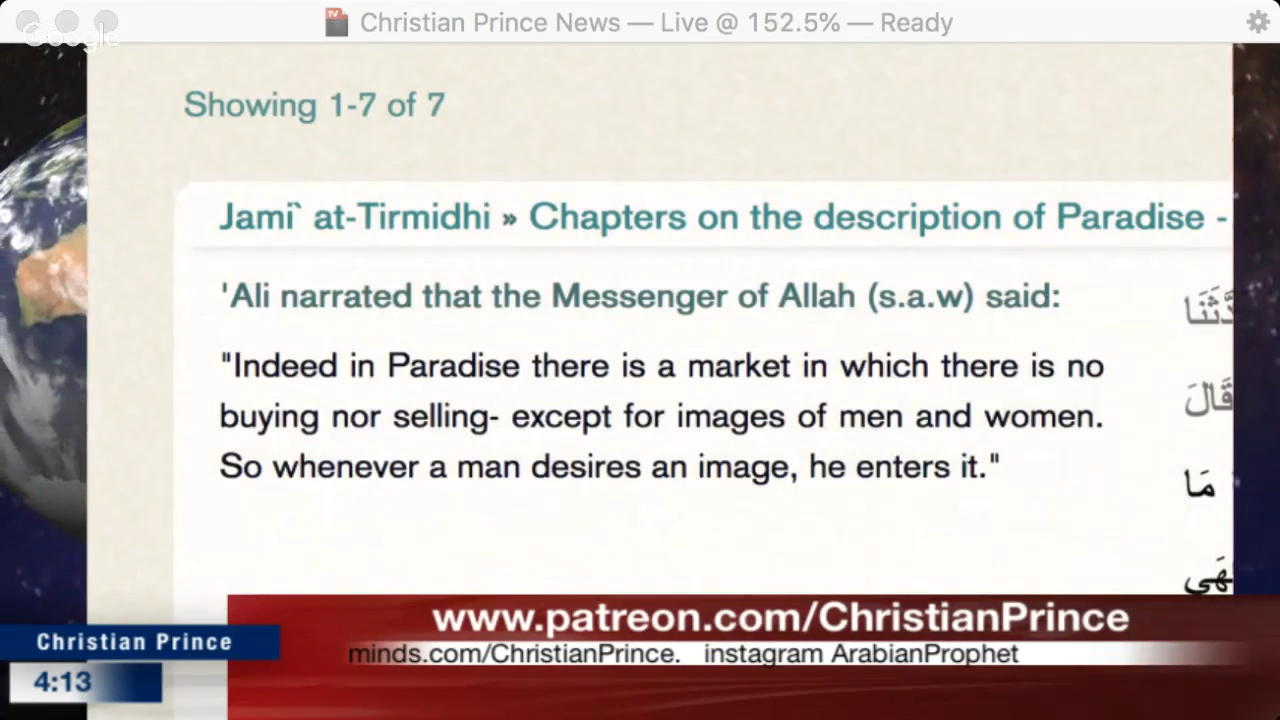 Christian Prince News — Live @ 152.5% — Ready
Google
TV
Showing 1-7 of 7
Jami` at-Tirmidhi » Chapters on the description of Paradise -
'Ali narrated that the Messenger of Allah (s.a.w) said:
"Indeed in Paradise there is a market in which there is no
buying nor selling- except for images of men and women.
So whenever a man desires an image, he enters it."
قَالَ
مَا
www.patreon.com/ChristianPrince
Christian Prince
minds.com/ChristianPrince. instagram ArabianProphet
4:13